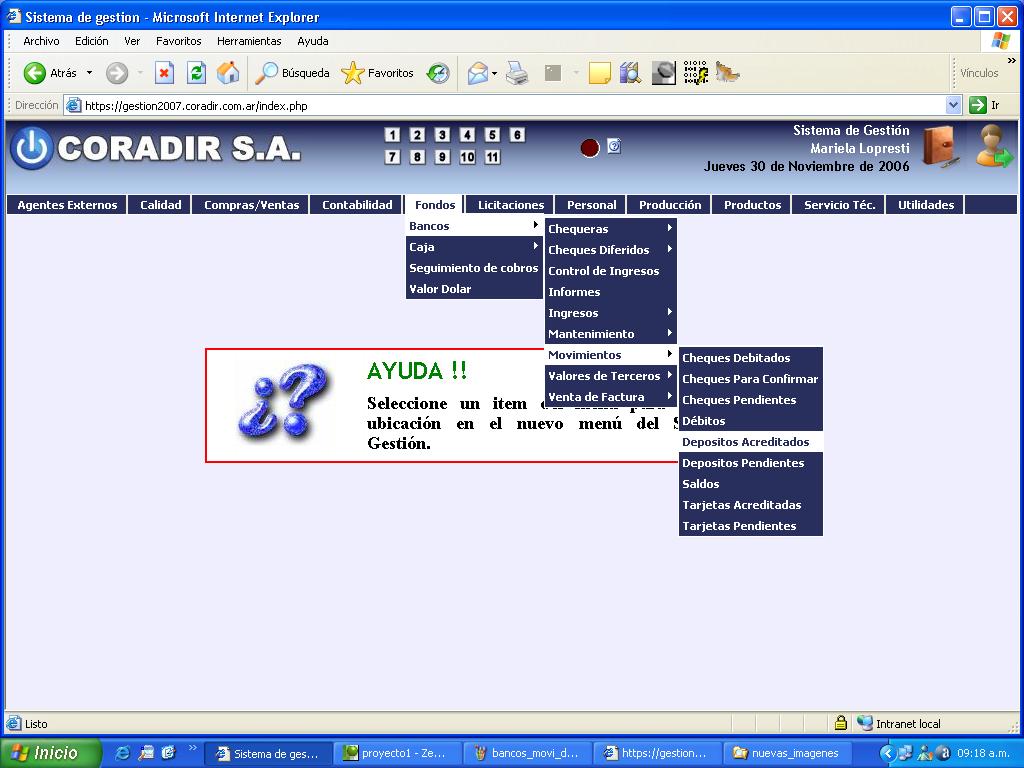 Sistema de gestion - Microsoft Internet Explorer
Archivo Edición Ver Favoritos Herramientas Ayuda
Atrás Búsqueda Favoritos Vínculos »
Dirección https://gestion2007.coradir.com.ar/index.php Ir
CORADIR S.A.
1 2 3 4 5 6
7 8 9 10 11
Sistema de Gestión
Mariela Lopresti
Jueves 30 de Noviembre de 2006
Agentes Externos Calidad Compras/Ventas Contabilidad Fondos Licitaciones Personal Producción Productos Servicio Téc. Utilidades
Bancos
Caja
Seguimiento de cobros
Valor Dolar
Chequeras
Cheques Diferidos
Control de Ingresos
Informes
Ingresos
Mantenimiento
Movimientos
Valores de Terceros
Venta de Factura
Cheques Debitados
Cheques Para Confirmar
Cheques Pendientes
Débitos
Depositos Acreditados
Depositos Pendientes
Saldos
Tarjetas Acreditadas
Tarjetas Pendientes
¿?
AYUDA !!
Seleccione un item
ubicación en el nuevo menú del S
Gestión.
Listo Intranet local
Inicio » Sistema de ges... proyecto1 - Ze... bancos_movi_d... https://gestion... nuevas_imagenes 09:18 a.m.